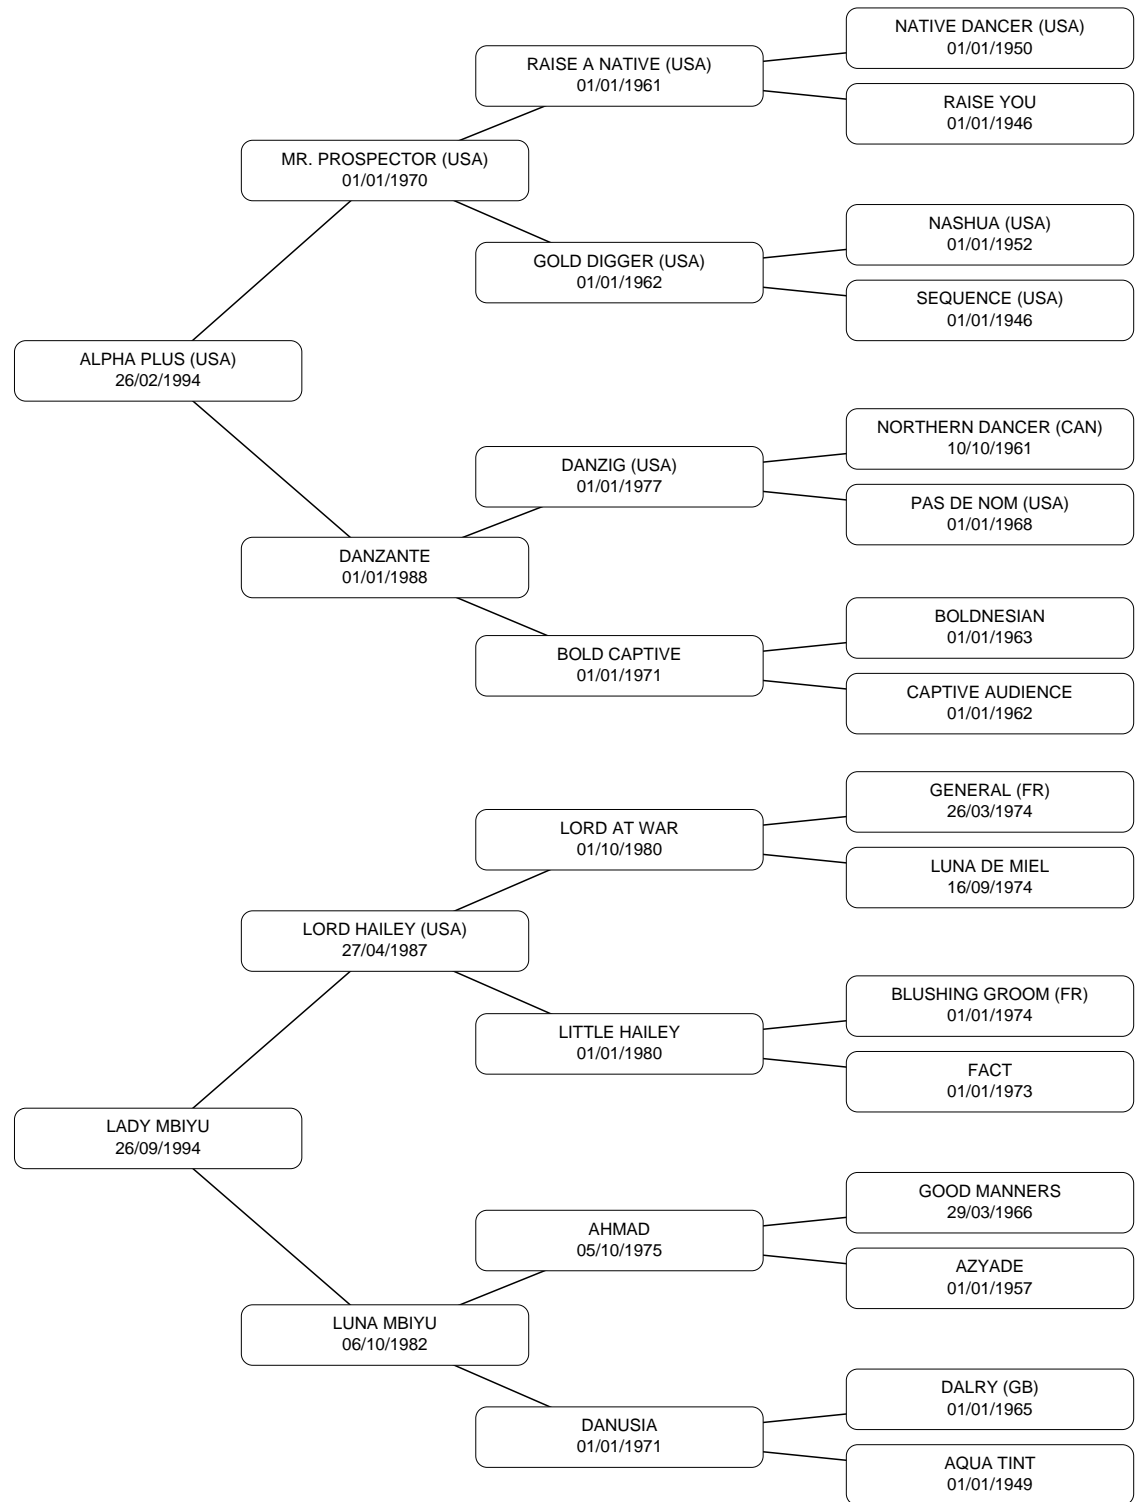 NATIVE DANCER (USA)
01/01/1950
RAISE A NATIVE (USA)
01/01/1961
RAISE YOU
01/01/1946
MR. PROSPECTOR (USA)
01/01/1970
NASHUA (USA)
01/01/1952
GOLD DIGGER (USA)
01/01/1962
SEQUENCE (USA)
01/01/1946
ALPHA PLUS (USA)
26/02/1994
NORTHERN DANCER (CAN)
10/10/1961
DANZIG (USA)
01/01/1977
PAS DE NOM (USA)
01/01/1968
DANZANTE
01/01/1988
BOLDNESIAN
01/01/1963
BOLD CAPTIVE
01/01/1971
CAPTIVE AUDIENCE
01/01/1962
GENERAL (FR)
26/03/1974
LORD AT WAR
01/10/1980
LUNA DE MIEL
16/09/1974
LORD HAILEY (USA)
27/04/1987
BLUSHING GROOM (FR)
01/01/1974
LITTLE HAILEY
01/01/1980
FACT
01/01/1973
LADY MBIYU
26/09/1994
GOOD MANNERS
29/03/1966
AHMAD
05/10/1975
AZYADE
01/01/1957
LUNA MBIYU
06/10/1982
DALRY (GB)
01/01/1965
DANUSIA
01/01/1971
AQUA TINT
01/01/1949